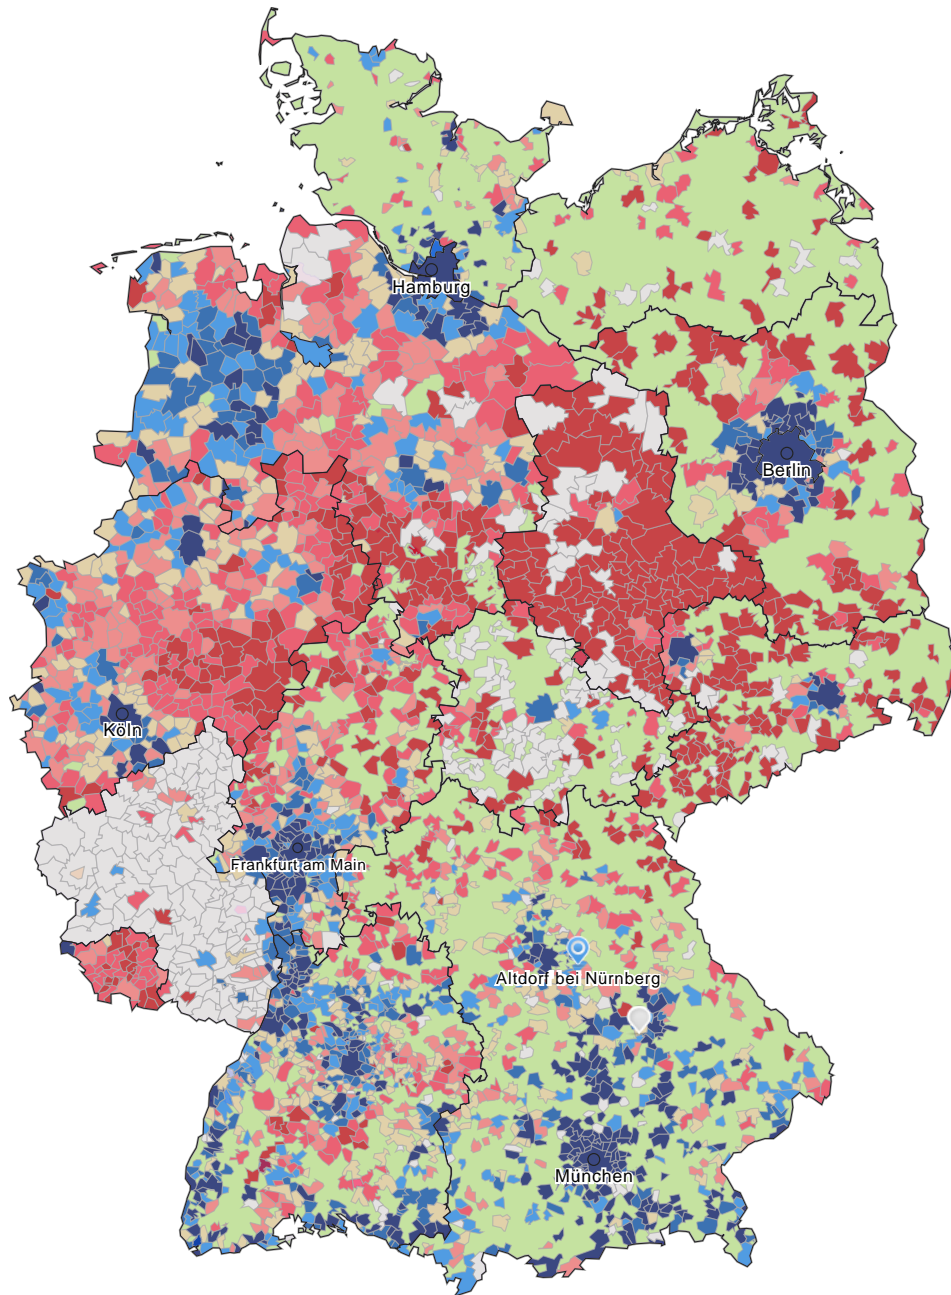 Hamburg
Berlin
Köln
Frankfurt am Main
Altdorf bei Nürnberg
München